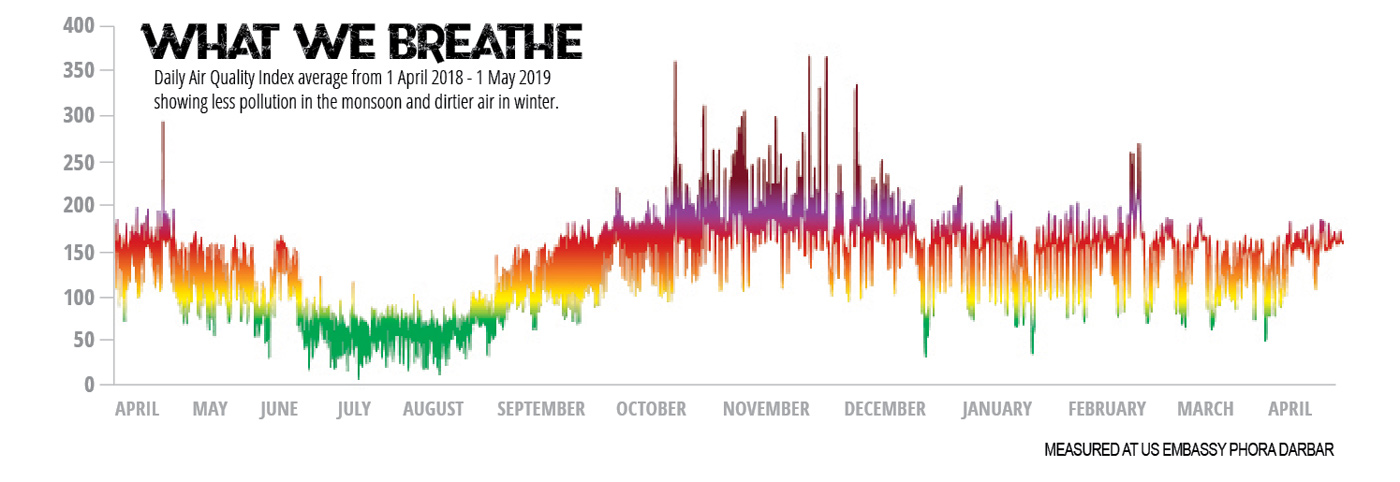 WHAT WE BREATHE
Daily Air Quality Index average from 1 April 2018 - 1 May 2019
showing less pollution in the monsoon and dirtier air in winter.
400
350
300
250
200
150
100
50
0
APRIL MAY JUNE JULY AUGUST SEPTEMBER OCTOBER NOVEMBER DECEMBER JANUARY FEBRUARY MARCH APRIL
MEASURED AT US EMBASSY PHORA DARBAR